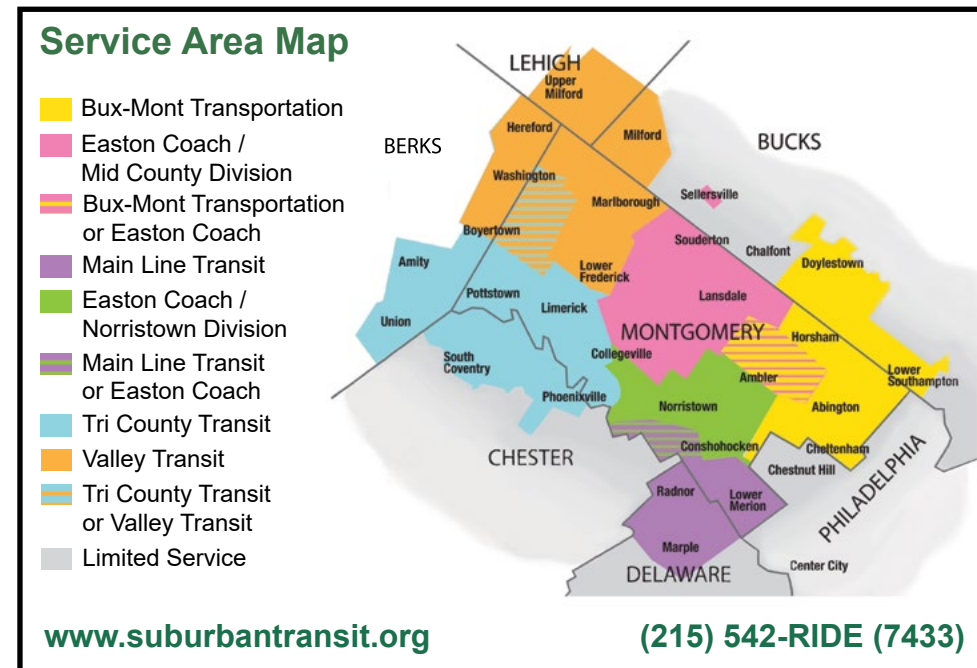 Service Area Map
Bux-Mont Transportation
Easton Coach /
Mid County Division
Bux-Mont Transportation
or Easton Coach
Main Line Transit
Easton Coach /
Norristown Division
Main Line Transit
or Easton Coach
Tri County Transit
Valley Transit
Tri County Transit
or Valley Transit
Limited Service
LEHIGH
Upper
Milford
Hereford
Milford
BERKS
BUCKS
Washington
Marlborough
Sellersville
Boyertown
Souderton
Chalfont
Doylestown
Amity
Lower
Frederick
Pottstown
Limerick
Lansdale
Union
MONTGOMERY
Horsham
South
Coventry
Collegeville
Ambler
Lower
Southampton
Phoenixville
Norristown
Abington
CHESTER
Conshohocken
Cheltenham
Chestnut Hill
PHILADELPHIA
Radnor
Lower
Merion
Marple
DELAWARE
Center City
www.suburbantransit.org
(215) 542-RIDE (7433)